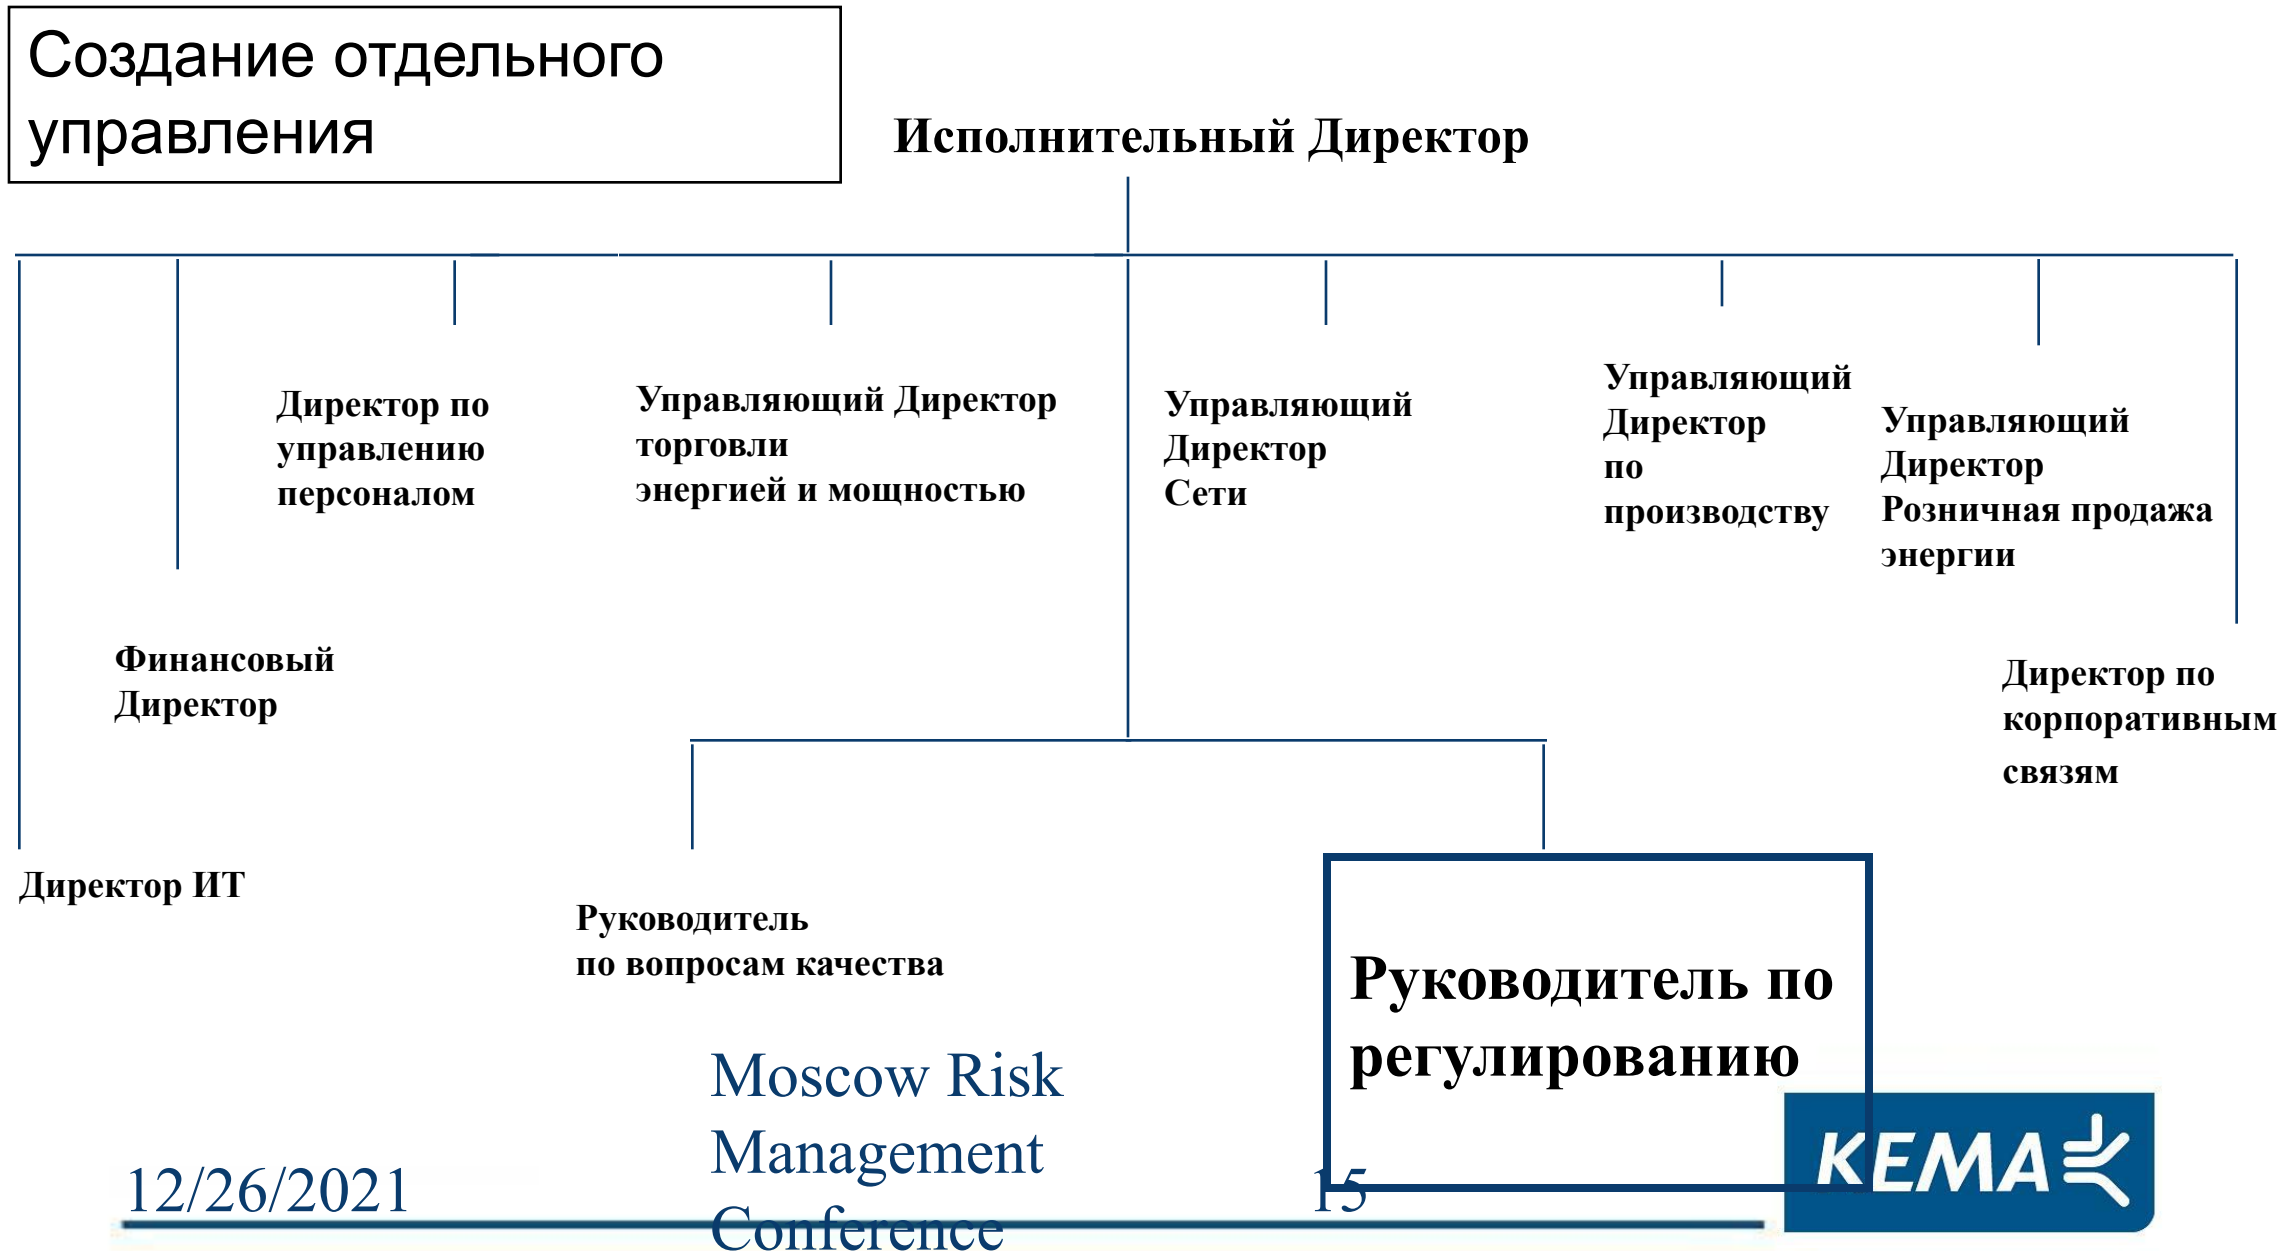 Создание отдельного
управления
Исполнительный Директор
Директор по
управлению
персоналом
Управляющий Директор
торговли
энергией и мощностью
Управляющий
Директор
Сети
Управляющий
Директор
по
производству
Управляющий
Директор
Розничная продажа
энергии
Финансовый
Директор
Директор по
корпоративным
связям
Директор ИТ
Руководитель
по вопросам качества
Руководитель по
регулированию
12/26/2021
Moscow Risk
Management
Conference
15
KEMA